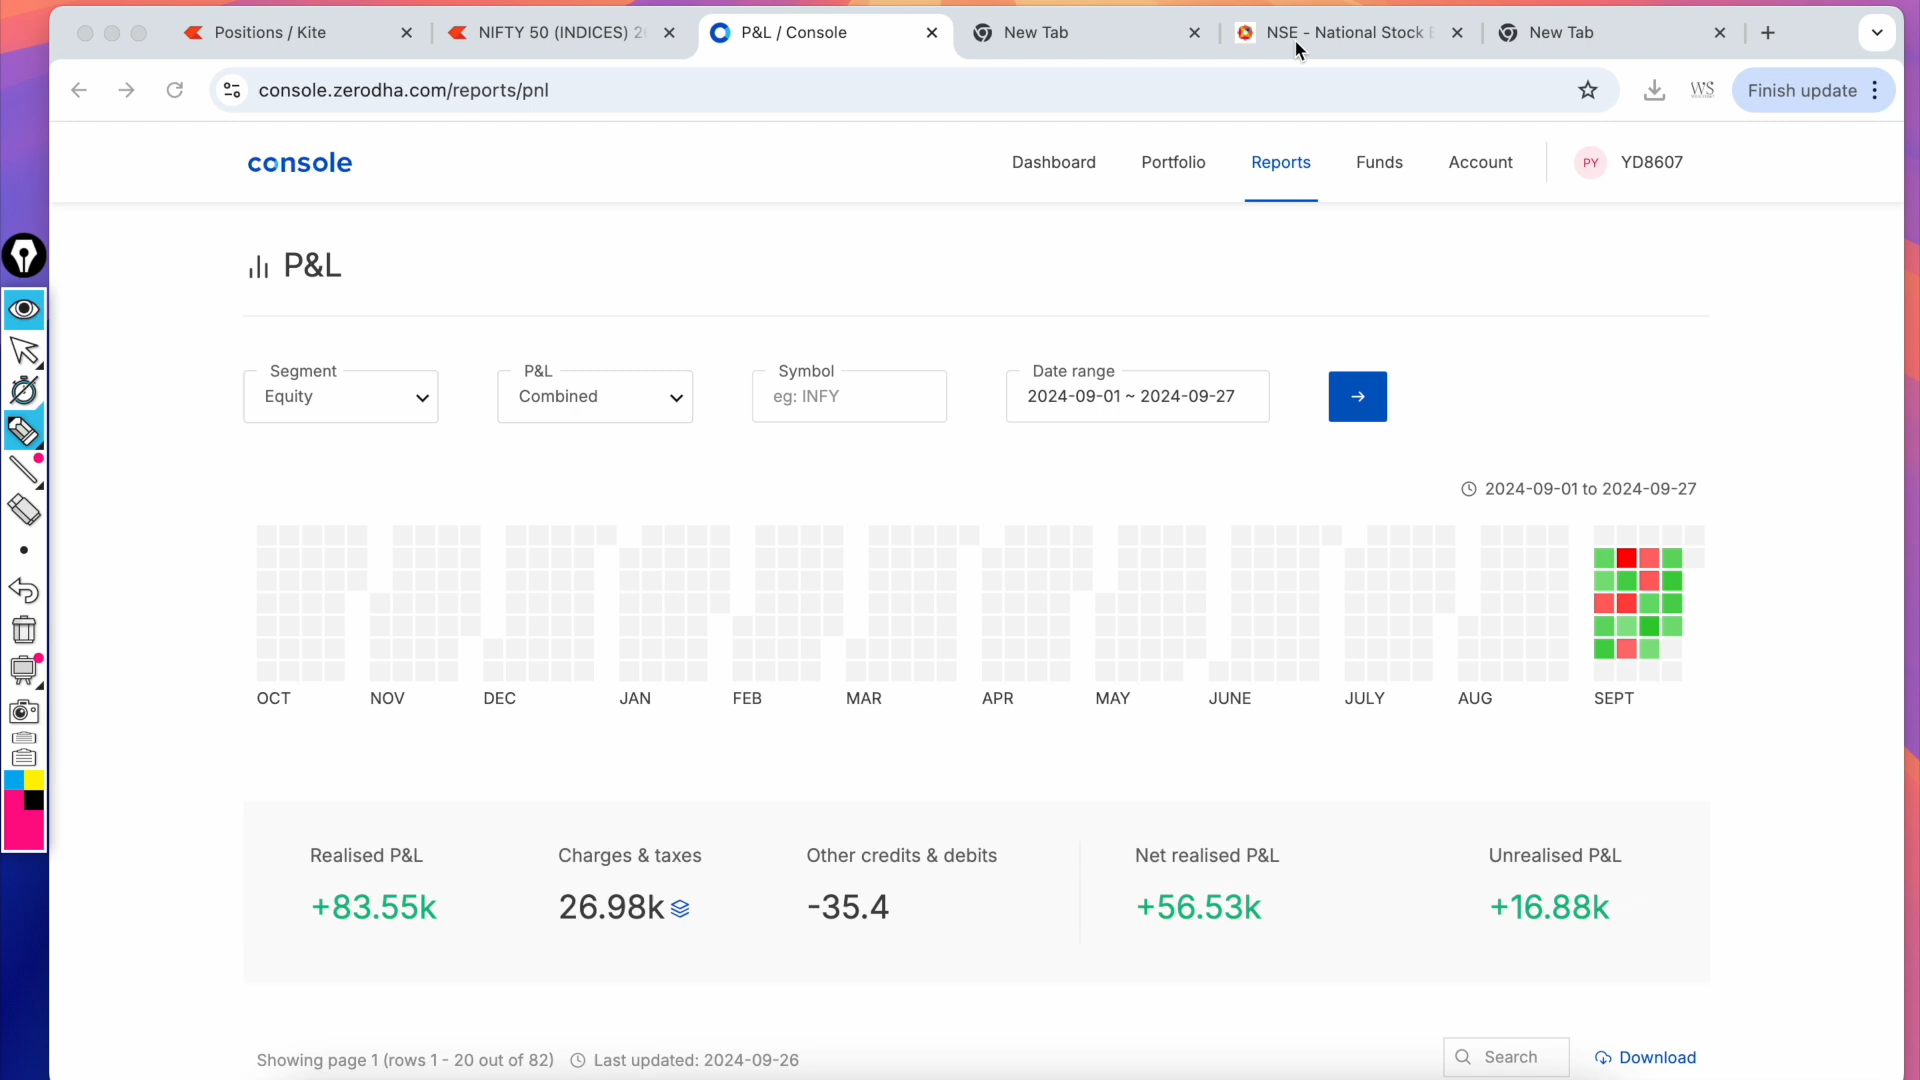 Positions / Kite
NIFTY 50 (INDICES)
P&L / Console
New Tab
NSE - National Stock
New Tab
console.zerodha.com/reports/pnl
WS
Finish update
console
Dashboard
Portfolio
Reports
Funds
Account
PY
YD8607
P&L
Segment
Equity
P&L
Combined
Symbol
eg: INFY
Date range
2024-09-01 ~ 2024-09-27
2024-09-01 to 2024-09-27
OCT NOV DEC JAN FEB MAR APR MAY JUNE JULY AUG SEPT
Realised P&L
+83.55k
Charges & taxes
26.98k
Other credits & debits
-35.4
Net realised P&L
+56.53k
Unrealised P&L
+16.88k
Showing page 1 (rows 1 - 20 out of 82)
Last updated: 2024-09-26
Search
Download